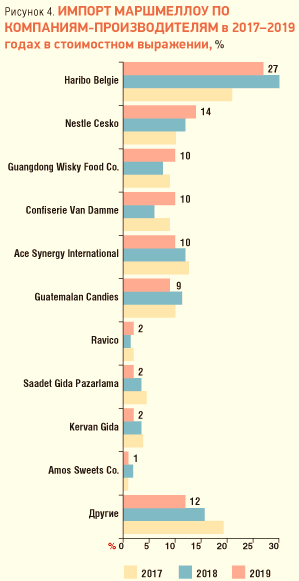 Рисунок 4. ИМПОРТ МАРШМЕЛЛОУ ПО
КОМПАНИЯМ-ПРОИЗВОДИТЕЛЯМ в 2017–2019
годах в стоимостном выражении, %
Haribo Belgie 27
Nestle Cesko 14
Guangdong Wisky Food Co. 10
Confiserie Van Damme 10
Ace Synergy International 10
Guatemalan Candies 9
Ravico 2
Saadet Gida Pazarlama 2
Kervan Gida 2
Amos Sweets Co. 1
Другие 12
% 0 5 10 15 20 25 30
2017 2018 2019